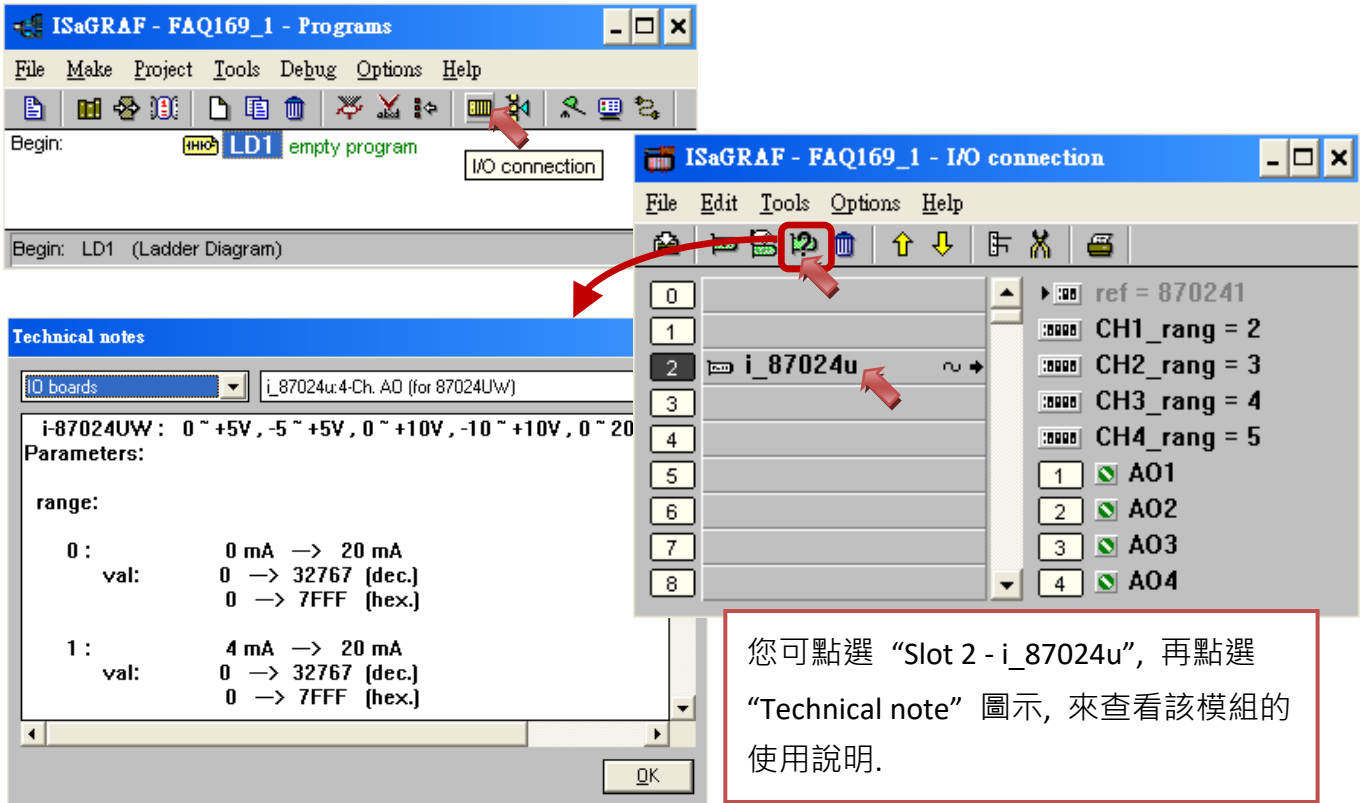 ISaGRAF - FAQ169_1 - Programs
File Make Project Tools Debug Options Help
Begin: LD1 empty program
I/O connection
Begin: LD1 (Ladder Diagram)
ISaGRAF - FAQ169_1 - I/O connection
File Edit Tools Options Help
0
1
2 i_87024u
3
4
5
6
7
8
ref = 870241
CH1_rang = 2
CH2_rang = 3
CH3_rang = 4
CH4_rang = 5
1 AO1
2 AO2
3 AO3
4 AO4
Technical notes
IO boards i_87024u:4-Ch. AO (for 87024UW)
i-87024UW : 0 ~ +5V , -5 ~ +5V , 0 ~ +10V , -10 ~ +10V , 0 ~ 20
Parameters:
range:
0 : 0 mA —> 20 mA
val: 0 —> 32767 (dec.)
0 —> 7FFF (hex.)
1 : 4 mA —> 20 mA
val: 0 —> 32767 (dec.)
0 —> 7FFF (hex.)
OK
您可點選 “Slot 2 - i_87024u”, 再點選
“Technical note” 圖示, 來查看該模組的
使用說明.